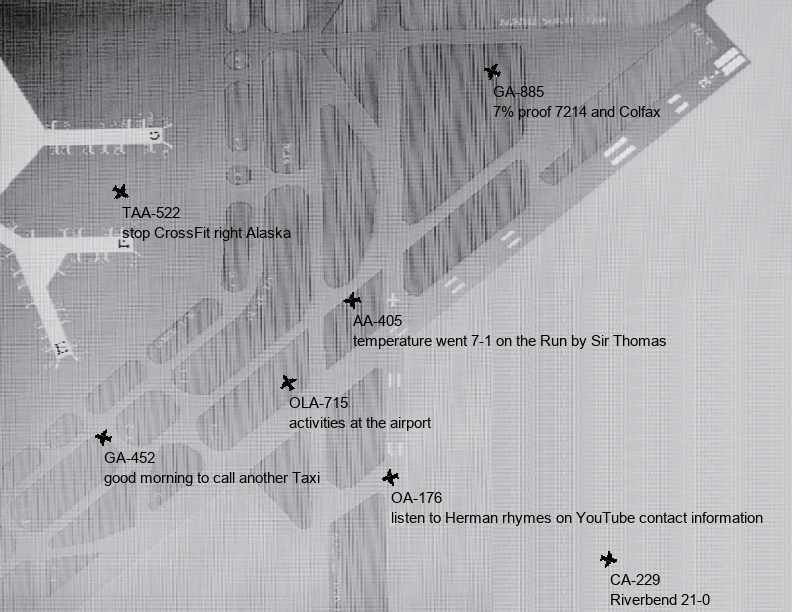 GA-885
7% proof 7214 and Colfax
TAA-522
stop CrossFit right Alaska
AA-405
temperature went 7-1 on the Run by Sir Thomas
OLA-715
activities at the airport
GA-452
good morning to call another Taxi
OA-176
listen to Herman rhymes on YouTube contact information
CA-229
Riverbend 21-0